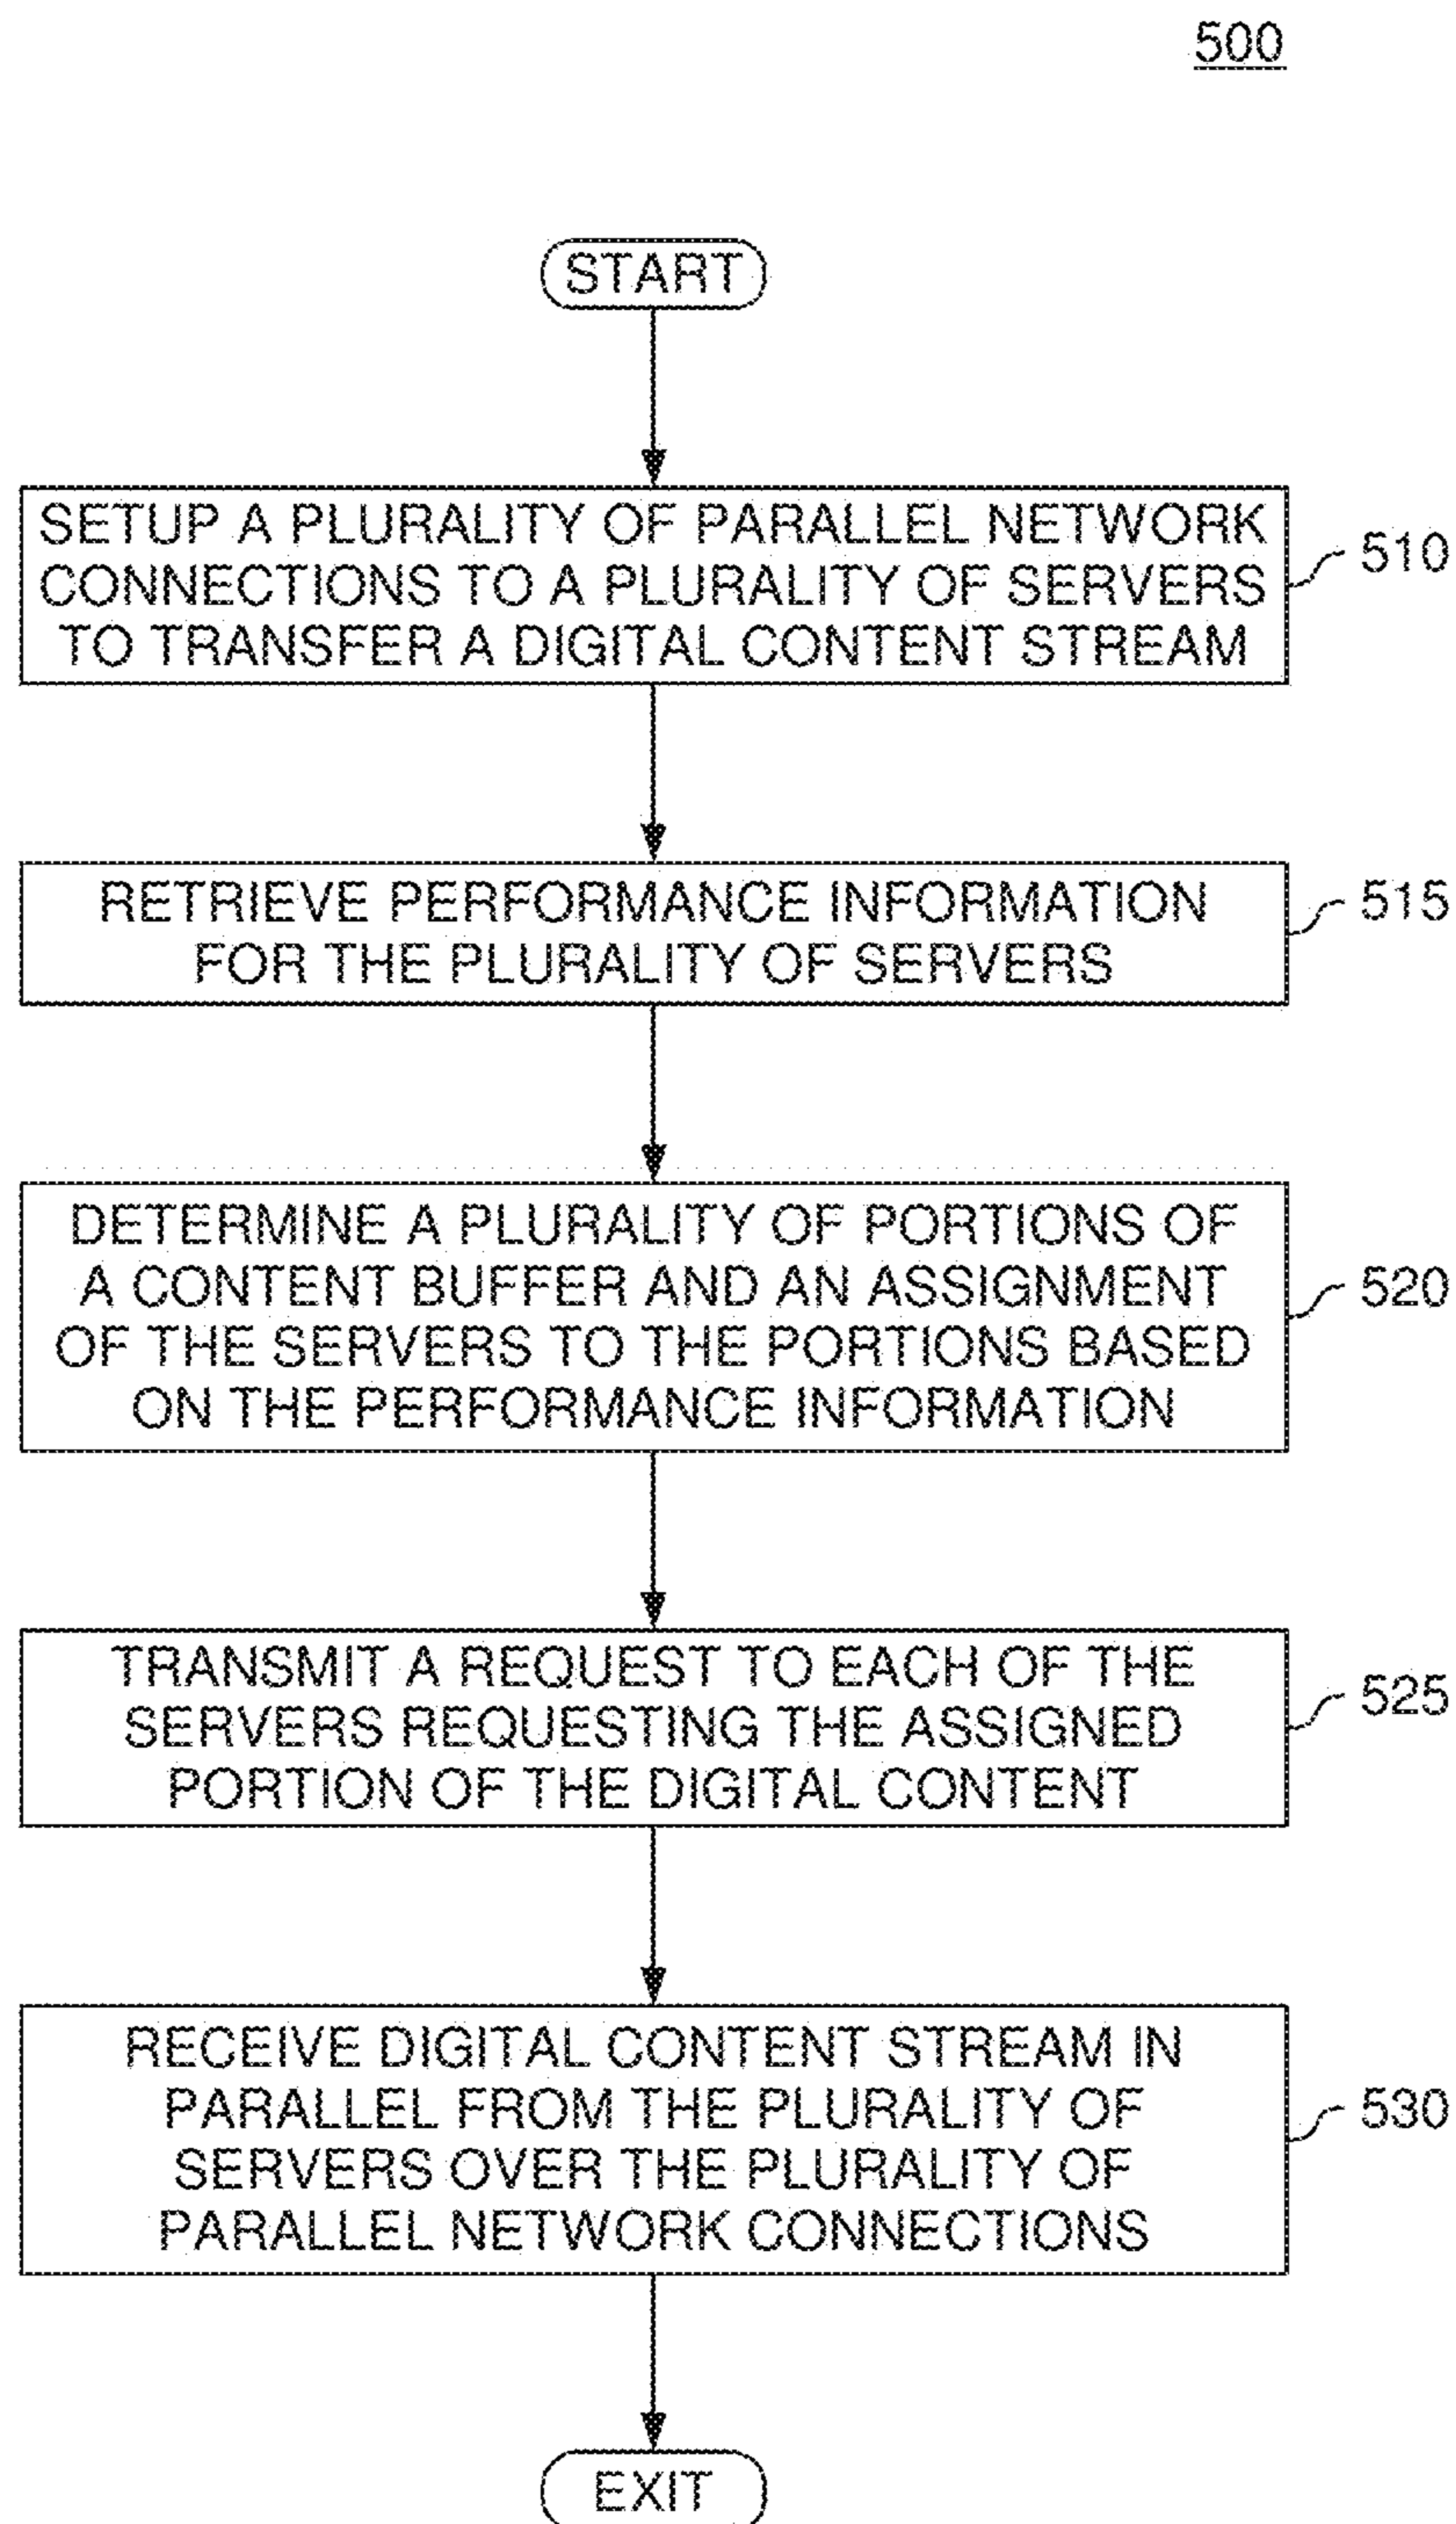 500
START
SETUP A PLURALITY OF PARALLEL NETWORK
CONNECTIONS TO A PLURALITY OF SERVERS
TO TRANSFER A DIGITAL CONTENT STREAM
510
RETRIEVE PERFORMANCE INFORMATION
FOR THE PLURALITY OF SERVERS
515
DETERMINE A PLURALITY OF PORTIONS OF
A CONTENT BUFFER AND AN ASSIGNMENT
OF THE SERVERS TO THE PORTIONS BASED
ON THE PERFORMANCE INFORMATION
520
TRANSMIT A REQUEST TO EACH OF THE
SERVERS REQUESTING THE ASSIGNED
PORTION OF THE DIGITAL CONTENT
525
RECEIVE DIGITAL CONTENT STREAM IN
PARALLEL FROM THE PLURALITY OF
SERVERS OVER THE PLURALITY OF
PARALLEL NETWORK CONNECTIONS
530
EXIT